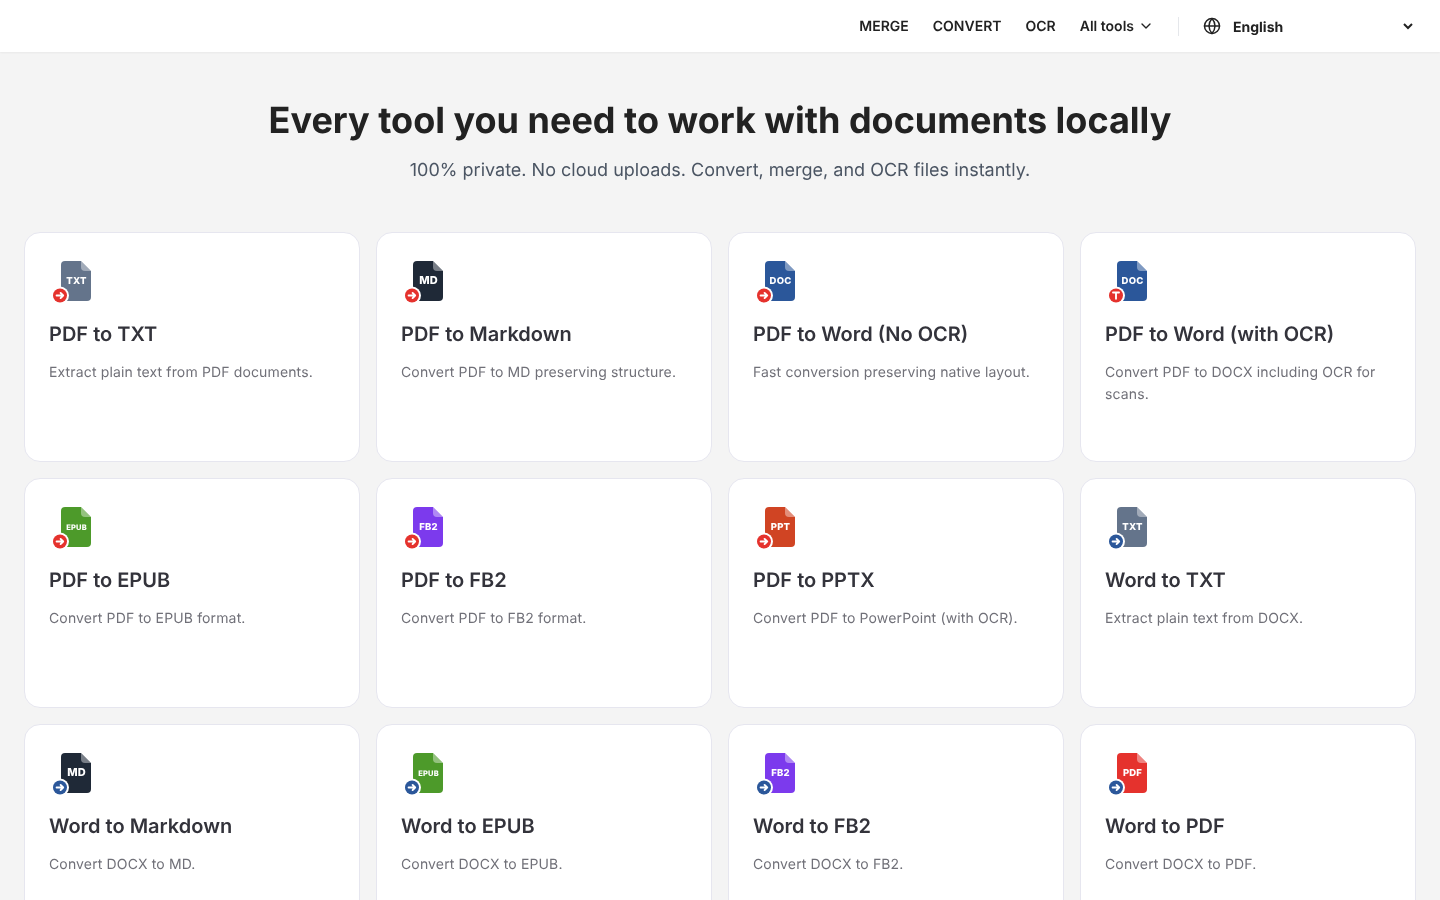 MERGE CONVERT OCR All tools English
Every tool you need to work with documents locally
100% private. No cloud uploads. Convert, merge, and OCR files instantly.
TXT
PDF to TXT
Extract plain text from PDF documents.
MD
PDF to Markdown
Convert PDF to MD preserving structure.
DOC
PDF to Word (No OCR)
Fast conversion preserving native layout.
DOC
T
PDF to Word (with OCR)
Convert PDF to DOCX including OCR for
scans.
EPUB
PDF to EPUB
Convert PDF to EPUB format.
FB2
PDF to FB2
Convert PDF to FB2 format.
PPT
PDF to PPTX
Convert PDF to PowerPoint (with OCR).
TXT
Word to TXT
Extract plain text from DOCX.
MD
Word to Markdown
Convert DOCX to MD.
EPUB
Word to EPUB
Convert DOCX to EPUB.
FB2
Word to FB2
Convert DOCX to FB2.
PDF
Word to PDF
Convert DOCX to PDF.